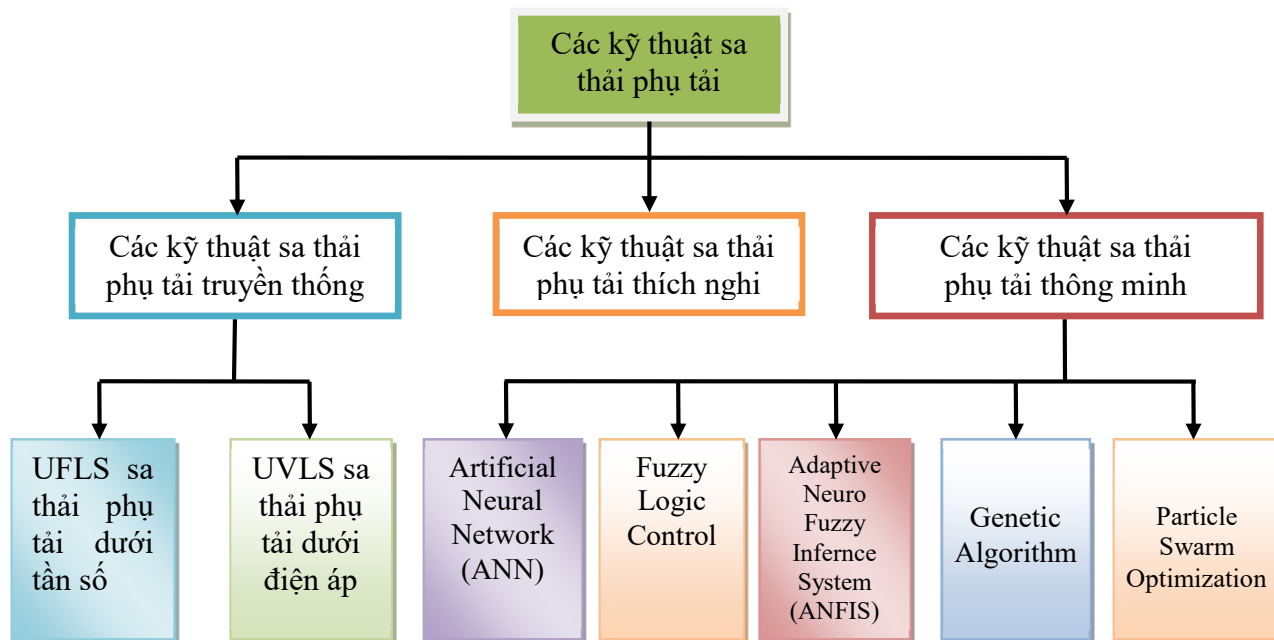 Các kỹ thuật sa
thải phụ tải
Các kỹ thuật sa thải
phụ tải truyền thống
Các kỹ thuật sa thải
phụ tải thích nghi
Các kỹ thuật sa thải
phụ tải thông minh
UFLS sa
thải phụ
tải dưới
tần số
UVLS sa
thải phụ
tải dưới
điện áp
Artificial
Neural
Network
(ANN)
Fuzzy
Logic
Control
Adaptive
Neuro
Fuzzy
Infernce
System
(ANFIS)
Genetic
Algorithm
Particle
Swarm
Optimization